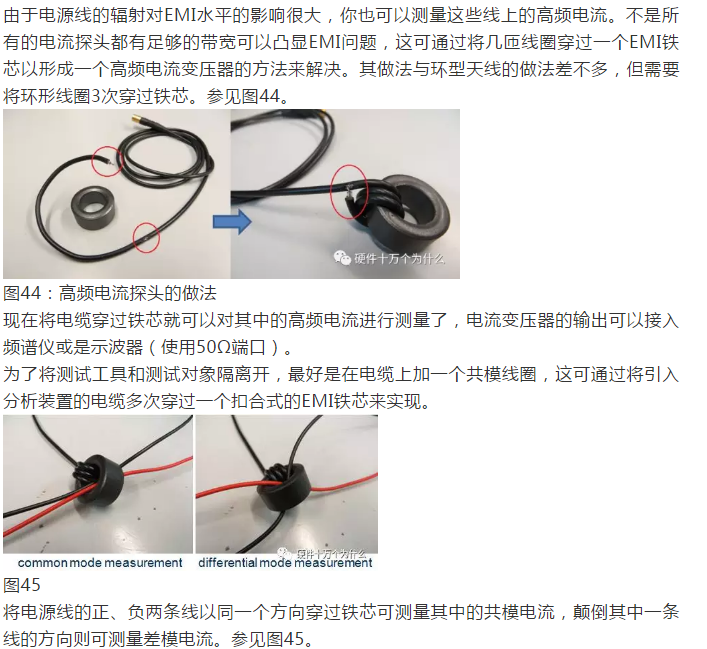 由于电源线的辐射对EMI水平的影响很大，你也可以测量这些线上的高频电流。不是所
有的电流探头都有足够的带宽可以凸显EMI问题，这可通过将几匝线圈穿过一个EMI铁
芯以形成一个高频电流变压器的方法来解决。其做法与环型天线的做法差不多，但需要
将环形线圈3次穿过铁芯。参见图44。
硬件十万个为什么
图44：高频电流探头的做法
现在将电缆穿过铁芯就可以对其中的高频电流进行测量了，电流变压器的输出可以接入
频谱仪或是示波器（使用50Ω端口）。
为了将测试工具和测试对象隔离开，最好是在电缆上加一个共模线圈，这可通过将引入
分析装置的电缆多次穿过一个扣合式的EMI铁芯来实现。
硬件十万个为什么
common mode measurement differential mode measurement
图45
将电源线的正、负两条线以同一个方向穿过铁芯可测量其中的共模电流，颠倒其中一条
线的方向则可测量差模电流。参见图45。